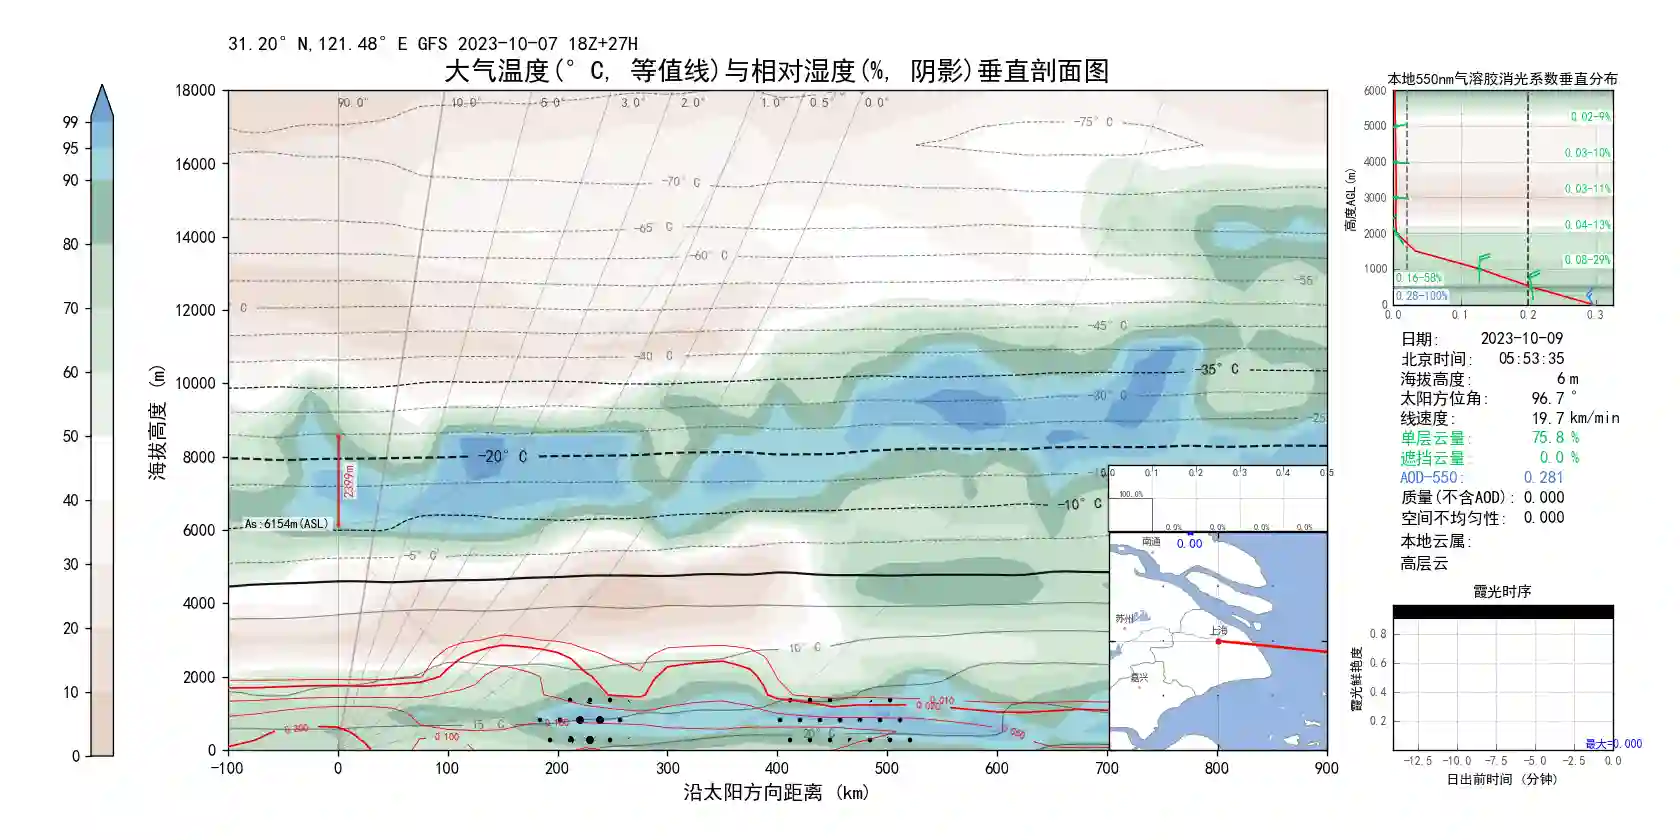 31.20° N,121.48° E GFS 2023-10-07 18Z+27H
大气温度(° C, 等值线)与相对湿度(%, 阴影)垂直剖面图
99
95
90
80
70
60
50
40
30
20
10
0
海拔高度 (m)
18000
16000
14000
12000
10000
8000
6000
4000
2000
0
90.0°
10.0°
5.0°
3.0°
2.0°
1.0°
0.5°
0.0°
-75° C
-70° C
-65 ° C
-60 ° C
-55
-45° C
-40 ° C
-35° C
-30° C
-25
-20° C
-10° C
-5° C
10° C
15 ° C
20° C
2399m
As:6154m(ASL)
0.200
0.100
0.100
0.010
0.020
0.050
-100 0 100 200 300 400 500 600 700 800 900
沿太阳方向距离 (km)
0.0 0.1 0.2 0.3 0.4 0.5
100.0%
0.0% 0.0% 0.0% 0.0%
南通
0.00
苏州
上海
嘉兴
本地550nm气溶胶消光系数垂直分布
高度AGL(m)
6000
5000
4000
3000
2000
1000
0
0.02-9%
0.03-10%
0.03-11%
0.04-13%
0.08-29%
0.16-58%
0.28-100%
0.0 0.1 0.2 0.3
日期: 2023-10-09
北京时间: 05:53:35
海拔高度: 6 m
太阳方位角: 96.7 °
线速度: 19.7 km/min
单层云量: 75.8 %
遮挡云量: 0.0 %
AOD-550: 0.281
质量(不含AOD): 0.000
空间不均匀性: 0.000
本地云属:
高层云
霞光时序
霞光鲜艳度
0.8
0.6
0.4
0.2
最大=0.000
-12.5 -10.0 -7.5 -5.0 -2.5 0.0
日出前时间 (分钟)